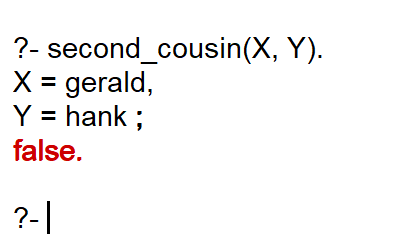 ?- second_cousin(X, Y).
X = gerald,
Y = hank ;
false.
?-